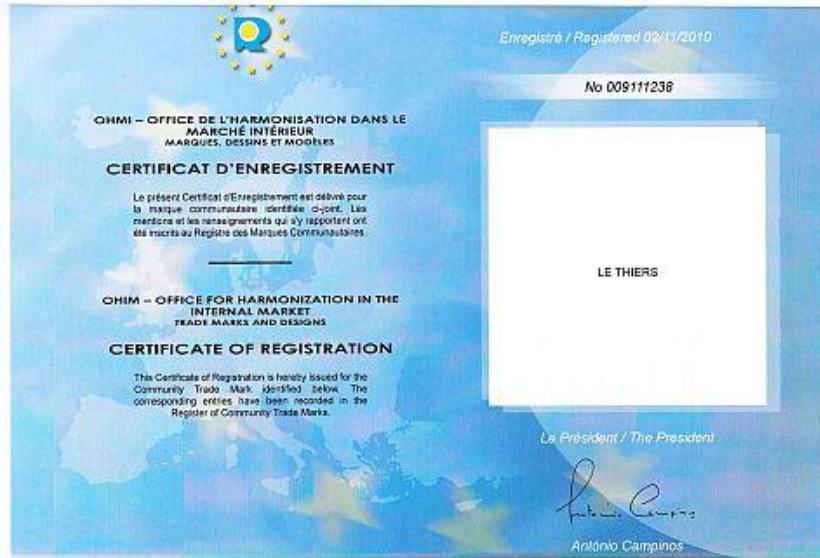 OHMI – OFFICE DE L'HARMONISATION DANS LE
MARCHÉ INTÉRIEUR
MARQUES, DESSINS ET MODÈLES
CERTIFICAT D'ENREGISTREMENT
Le présent Certificat d'Enregistrement est délivré pour
la marque communautaire identifiée ci-joint. Les
mentions et les renseignements qui s'y rapportent ont
été inscrits au Registre des Marques Communautaires.
OHIM – OFFICE FOR HARMONIZATION IN THE
INTERNAL MARKET
TRADE MARKS AND DESIGNS
CERTIFICATE OF REGISTRATION
This Certificate of Registration is hereby issued for the
Community Trade Mark identified below. The
corresponding entries have been recorded in the
Register of Community Trade Marks.
Enregistré / Registered 02/11/2010
No 009111238
LE THIERS
Le Président / The President
António Campinos
António Campinos